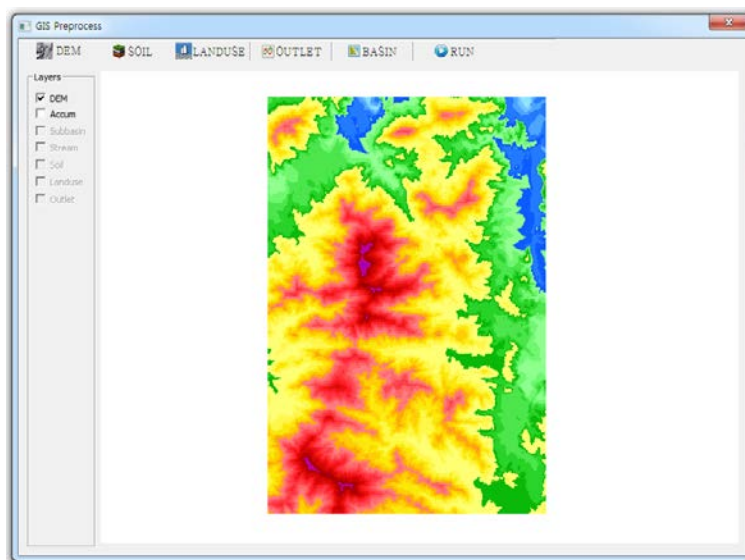 GIS Preprocess
DEM SOIL LANDUSE OUTLET BASIN RUN
Layers
DEM
Accum
Subbasin
Stream
Soil
Landuse
Outlet